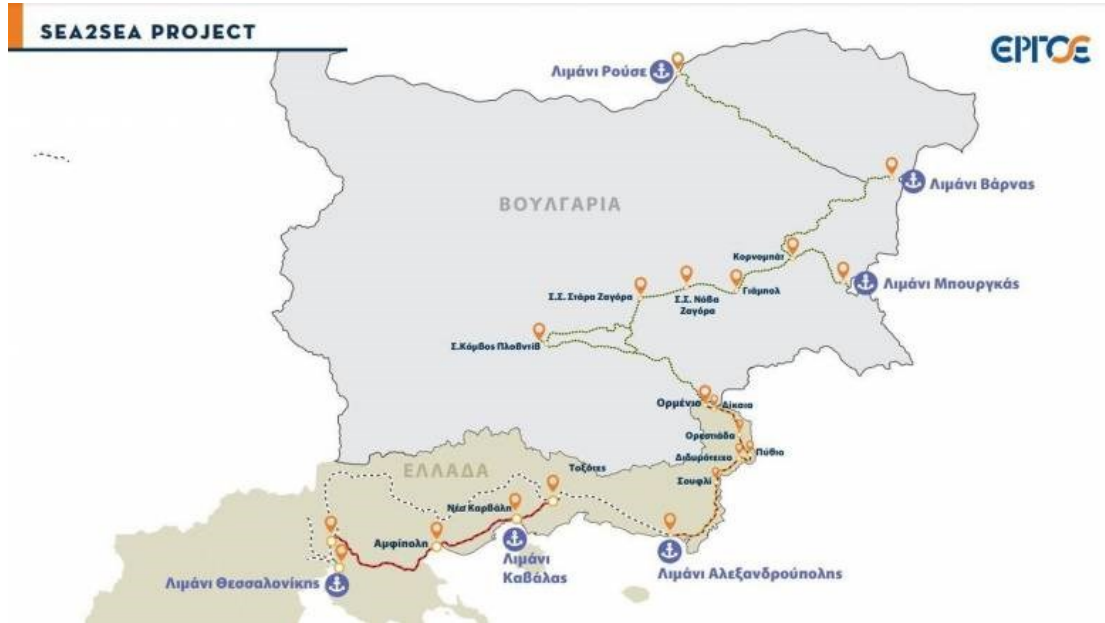 SEA2SEA PROJECT
ΕΡΓΟΣΕ
Λιμάνι Ρούσε
Λιμάνι Βάρνας
ΒΟΥΛΓΑΡΙΑ
Κορνομπάτ
Λιμάνι Μπουργκάς
Σ.Σ. Στάρα Ζαγόρα
Σ.Σ. Νόβα
Ζαγόρα
Γιάμπολ
Σ.Κόμβος Πλοβντίβ
Ορμένιο
Δίκαια
Ορεστιάδα
Διδυμότειχο
Πύθιο
Σουφλί
ΕΛΛΑΔΑ
Τοξότες
Νέα Καρβάλη
Αμφίπολη
Λιμάνι
Καβάλας
Λιμάνι Αλεξανδρούπολης
Λιμάνι Θεσσαλονίκης